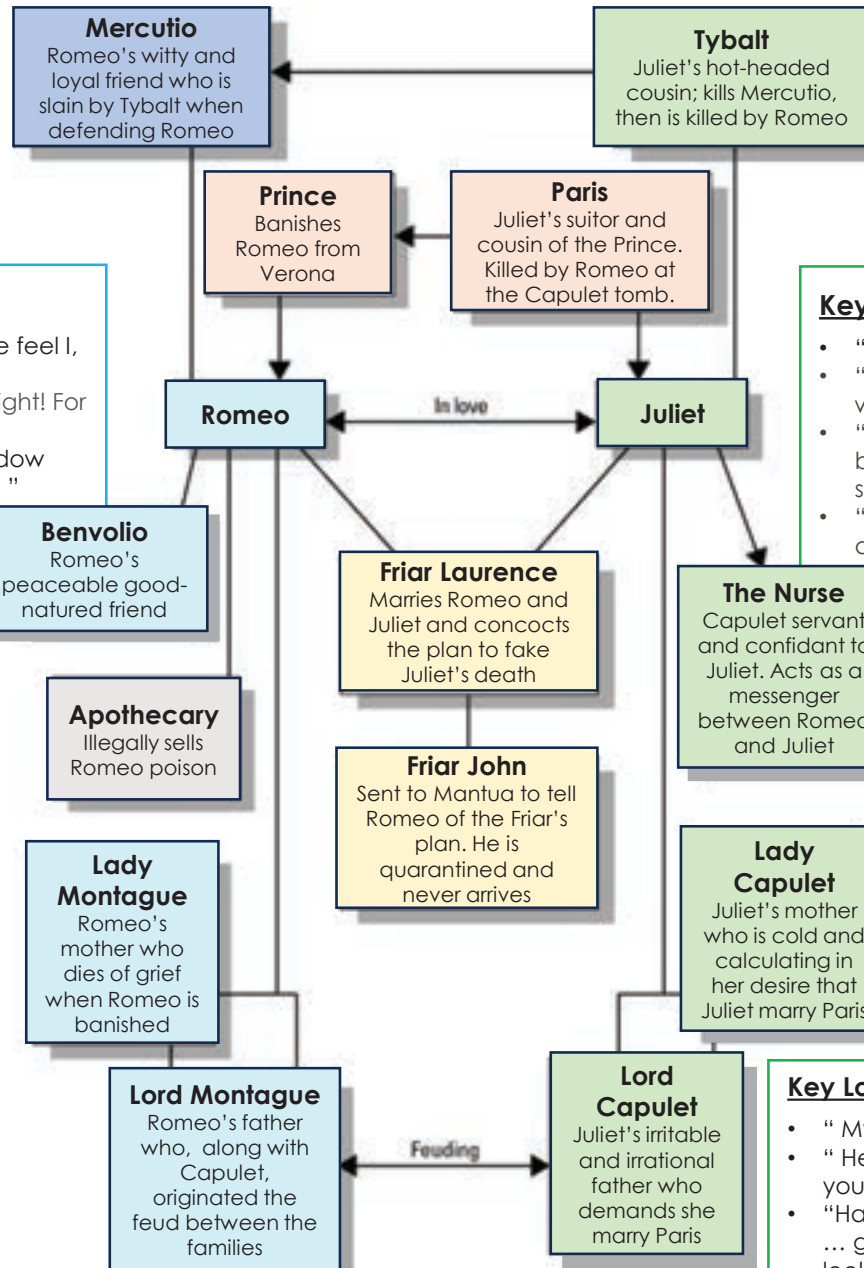 Mercutio
Romeo's witty and
loyal friend who is
slain by Tybalt when
defending Romeo
Tybalt
Juliet's hot-headed
cousin; kills Mercutio,
then is killed by Romeo
Prince
Banishes
Romeo from
Verona
Paris
Juliet's suitor and
cousin of the Prince.
Killed by Romeo at
the Capulet tomb.
feel I,
For
”
Key
• “
• “
• “
• “
Romeo
In love
Juliet
Benvolio
Romeo's
peaceable good-
natured friend
Friar Laurence
Marries Romeo and
Juliet and concocts
the plan to fake
Juliet's death
The Nurse
Capulet servant
and confidant to
Juliet. Acts as a
messenger
between Romeo
and Juliet
Apothecary
Illegally sells
Romeo poison
Friar John
Sent to Mantua to tell
Romeo of the Friar's
plan. He is
quarantined and
never arrives
Lady
Montague
Romeo's
mother who
dies of grief
when Romeo is
banished
Lady
Capulet
Juliet's mother
who is cold and
calculating in
her desire that
Juliet marry Paris
Lord Montague
Romeo's father
who, along with
Capulet,
originated the
feud between the
families
Feuding
Lord
Capulet
Juliet's irritable
and irrational
father who
demands she
marry Paris
Key
• “
• “
• “
…